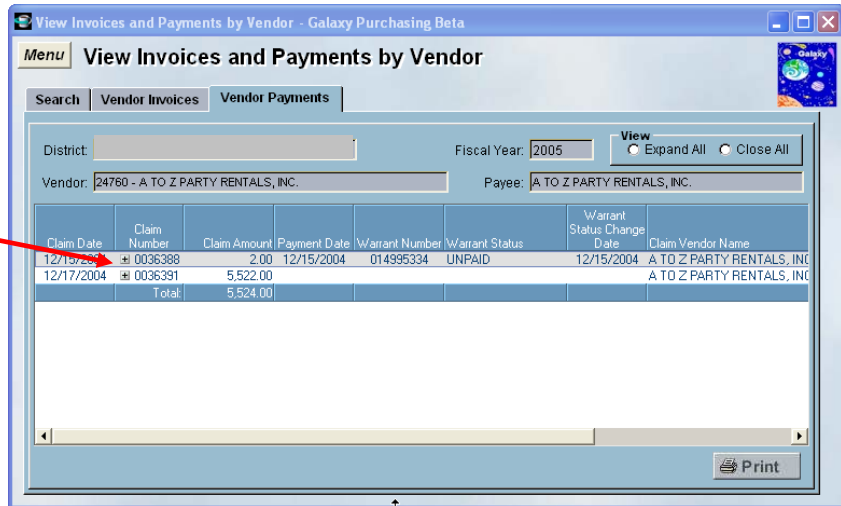 View Invoices and Payments by Vendor - Galaxy Purchasing Beta
Menu View Invoices and Payments by Vendor
Galaxy
Search Vendor Invoices Vendor Payments
District: Fiscal Year: 2005 View Expand All Close All
Vendor: 24760 - A TO Z PARTY RENTALS, INC. Payee: A TO Z PARTY RENTALS, INC.
Claim Date Claim Number Claim Amount Payment Date Warrant Number Warrant Status Warrant Status Change Date Claim Vendor Name
12/15/2004 0036388 2.00 12/15/2004 014995334 UNPAID 12/15/2004 A TO Z PARTY RENTALS, INC
12/17/2004 0036391 5,522.00 A TO Z PARTY RENTALS, INC
Total: 5,524.00
Print